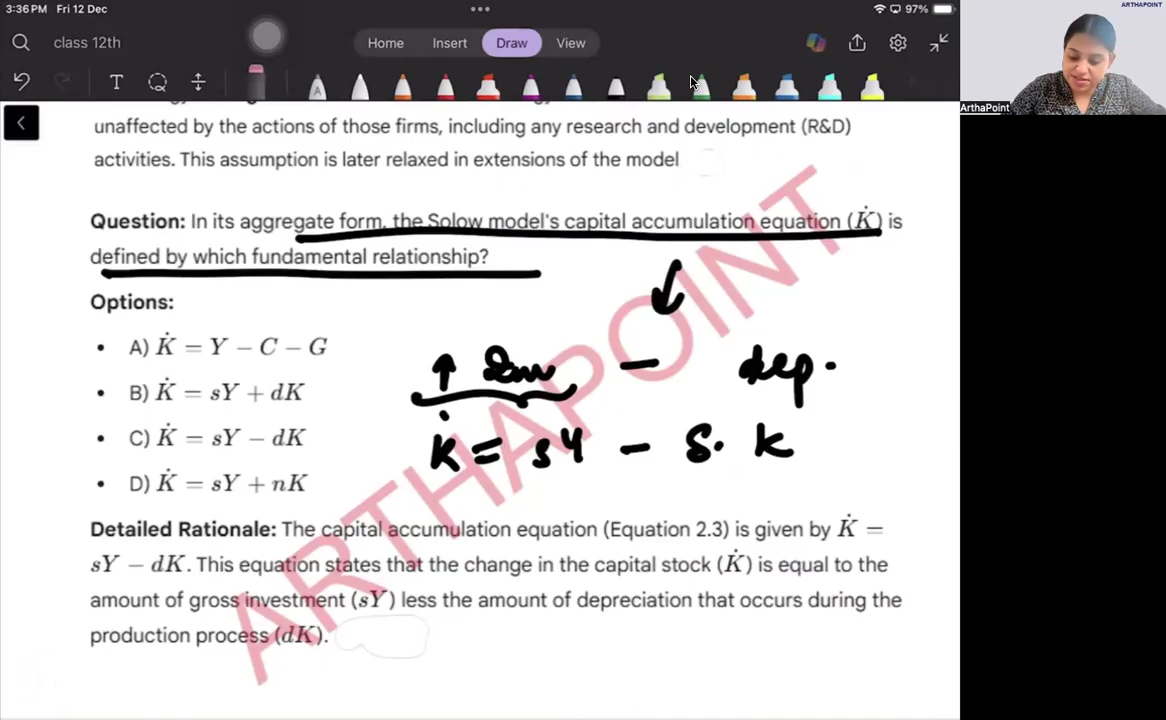 3:36 PM Fri 12 Dec
97%
ARTHAPOINT
class 12th
Home Insert Draw View
ArthaPoint
unaffected by the actions of those firms, including any research and development (R&D)
activities. This assumption is later relaxed in extensions of the model
Question: In its aggregate form, the Solow model's capital accumulation equation (K̇) is
defined by which fundamental relationship?
Options:
• A) K̇ = Y − C − G
• B) K̇ = sY + dK
• C) K̇ = sY − dK
• D) K̇ = sY + nK
↑ Inv − dep.
K̇ = sY − δ. K
Detailed Rationale: The capital accumulation equation (Equation 2.3) is given by K̇ =
sY − dK. This equation states that the change in the capital stock (K̇) is equal to the
amount of gross investment (sY) less the amount of depreciation that occurs during the
production process (dK).
ARTHAPOINT